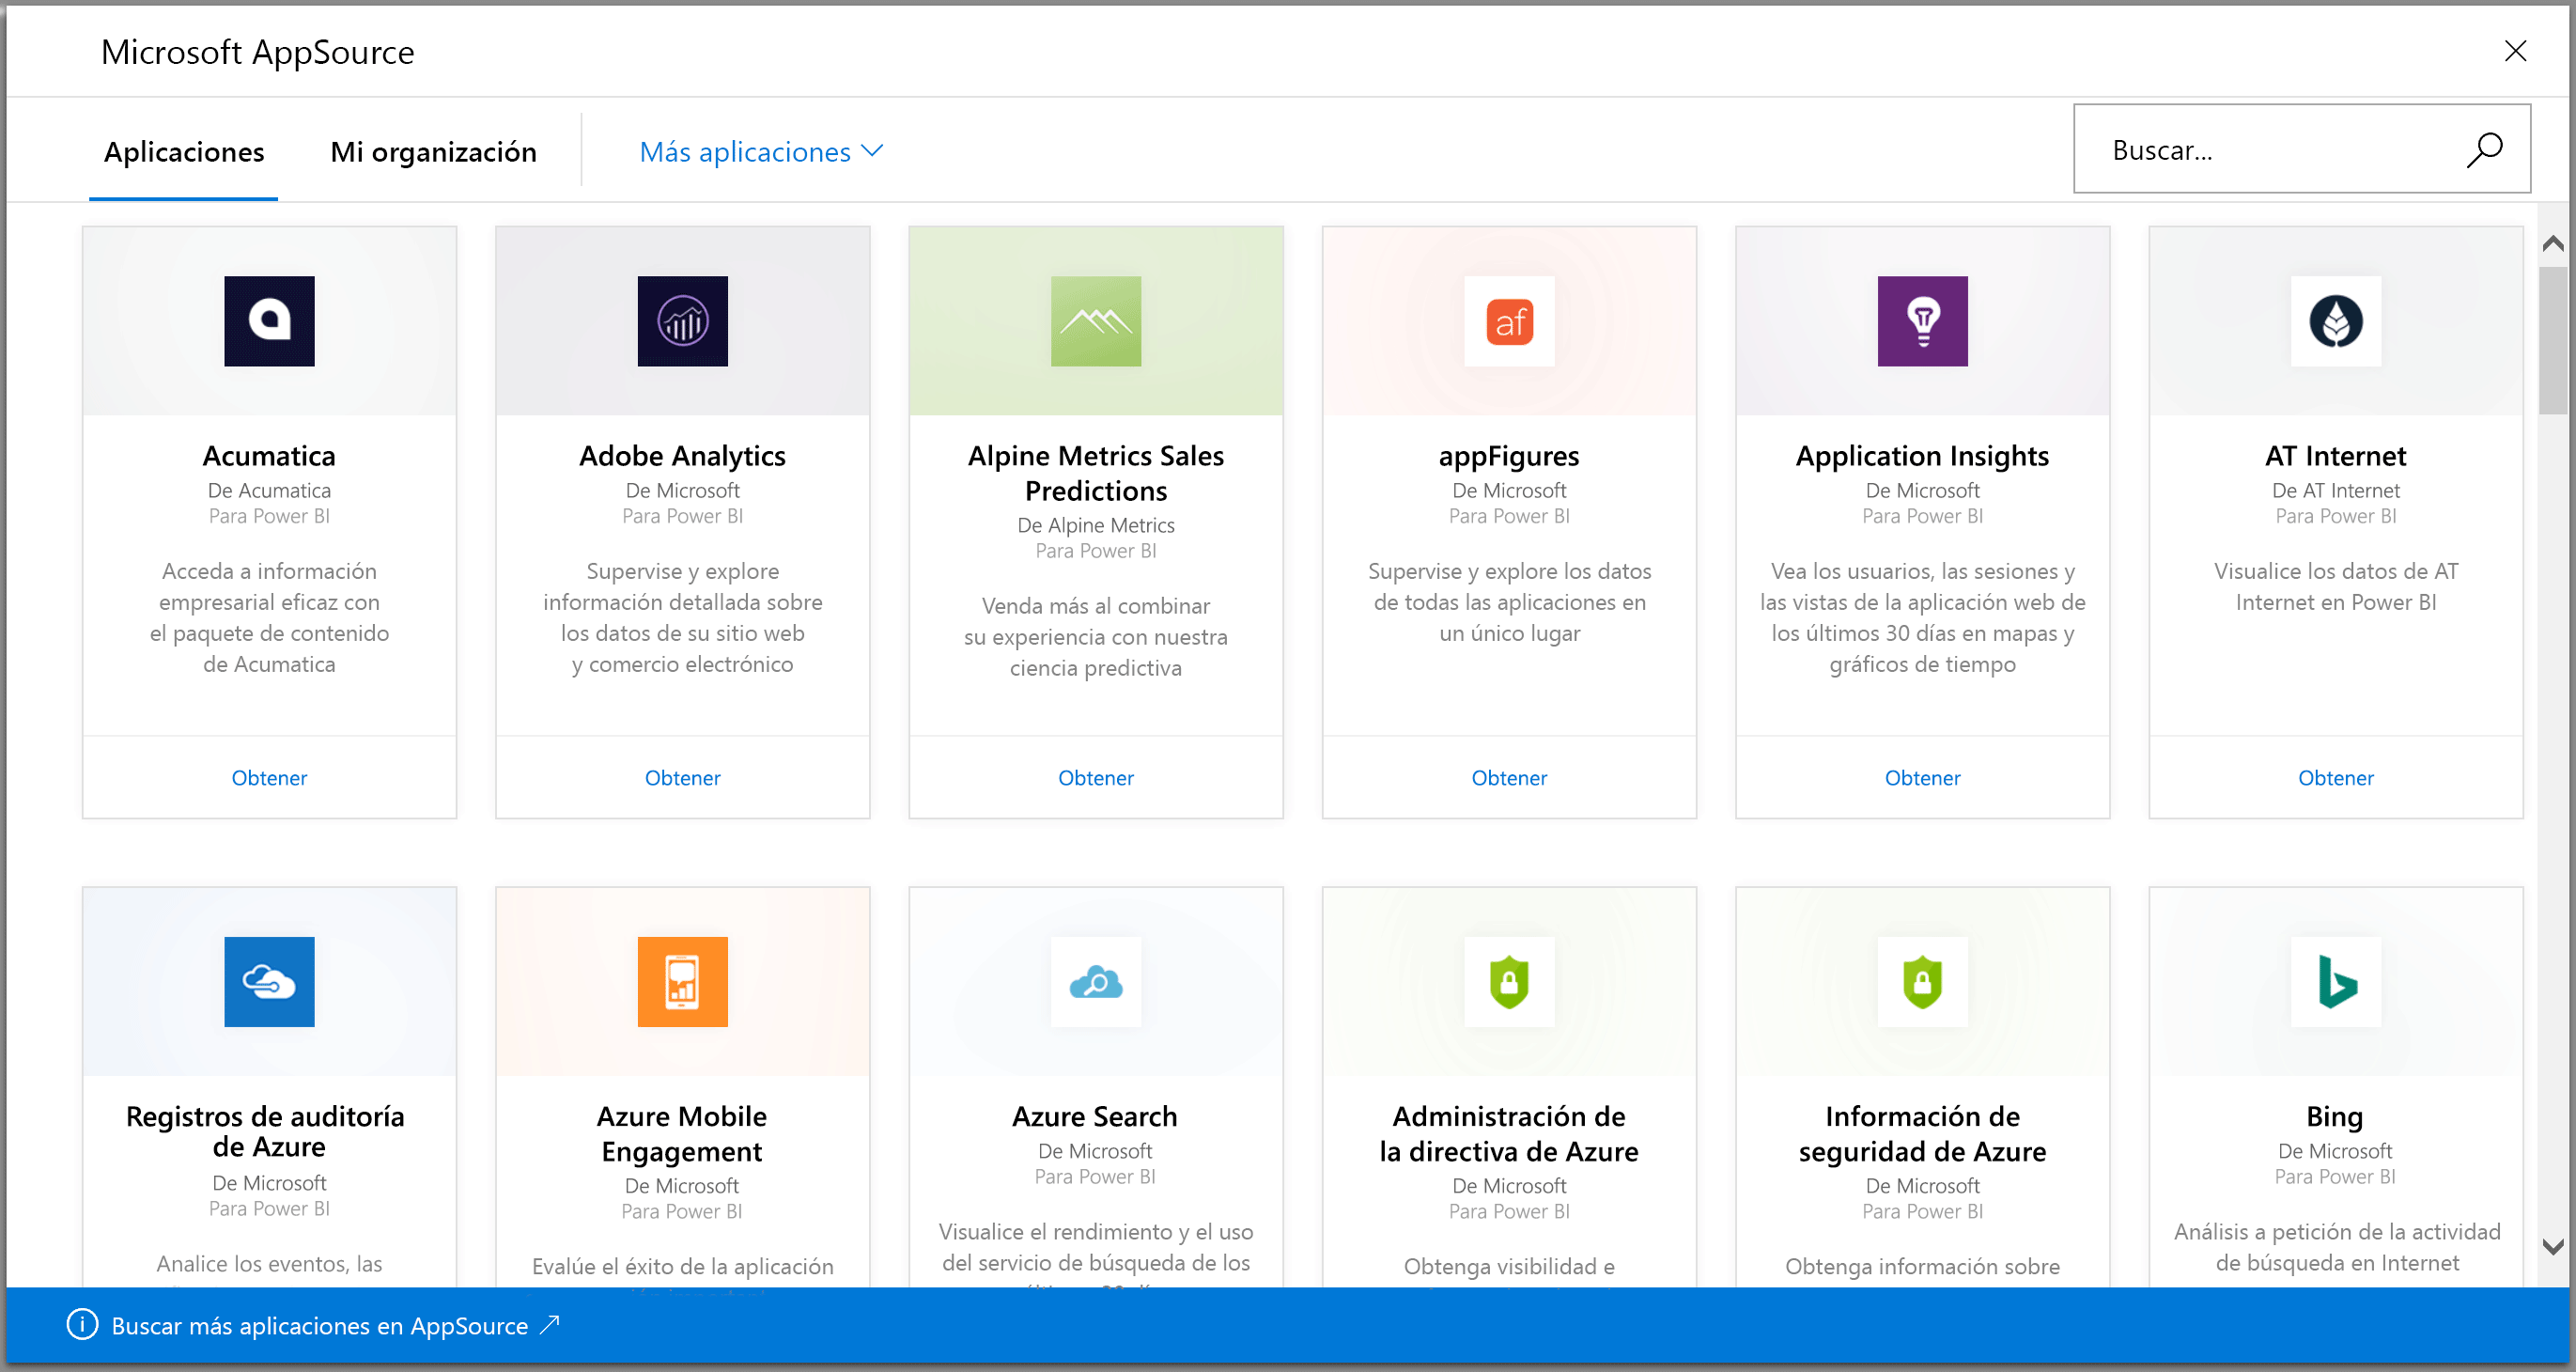 Microsoft AppSource
Aplicaciones
Mi organización
Más aplicaciones
Buscar...
af
Acumatica
De Acumatica
Para Power BI
Acceda a información
empresarial eficaz con
el paquete de contenido
de Acumatica
Obtener
Adobe Analytics
De Microsoft
Para Power BI
Supervise y explore
información detallada sobre
los datos de su sitio web
y comercio electrónico
Obtener
Alpine Metrics Sales
Predictions
De Alpine Metrics
Para Power BI
Venda más al combinar
su experiencia con nuestra
ciencia predictiva
Obtener
appFigures
De Microsoft
Para Power BI
Supervise y explore los datos
de todas las aplicaciones en
un único lugar
Obtener
Application Insights
De Microsoft
Para Power BI
Vea los usuarios, las sesiones y
las vistas de la aplicación web de
los últimos 30 días en mapas y
gráficos de tiempo
Obtener
AT Internet
De AT Internet
Para Power BI
Visualice los datos de AT
Internet en Power BI
Obtener
Registros de auditoría
de Azure
De Microsoft
Para Power BI
Analice los eventos, las
Azure Mobile
Engagement
De Microsoft
Para Power BI
Evalúe el éxito de la aplicación
Azure Search
De Microsoft
Para Power BI
Visualice el rendimiento y el uso
del servicio de búsqueda de los
Administración de
la directiva de Azure
De Microsoft
Para Power BI
Obtenga visibilidad e
Información de
seguridad de Azure
De Microsoft
Para Power BI
Obtenga información sobre
Bing
De Microsoft
Para Power BI
Análisis a petición de la actividad
de búsqueda en Internet
Buscar más aplicaciones en AppSource